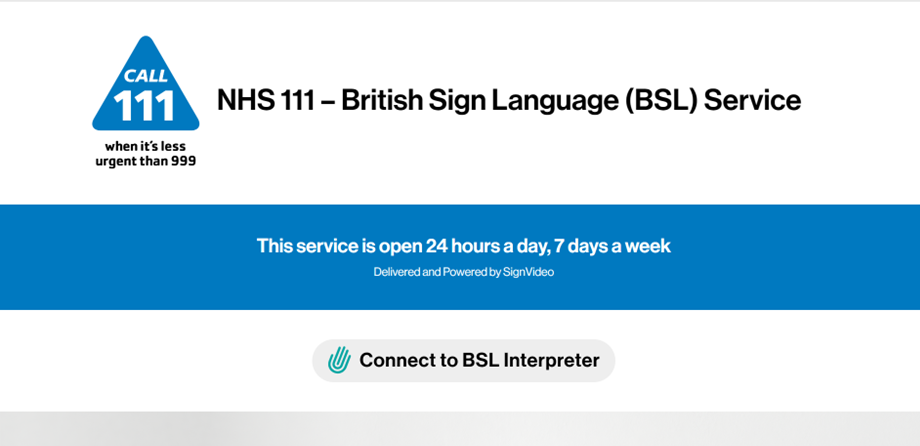 CALL
111
when it's less
urgent than 999
NHS 111 – British Sign Language (BSL) Service
This service is open 24 hours a day, 7 days a week
Delivered and Powered by SignVideo
Connect to BSL Interpreter